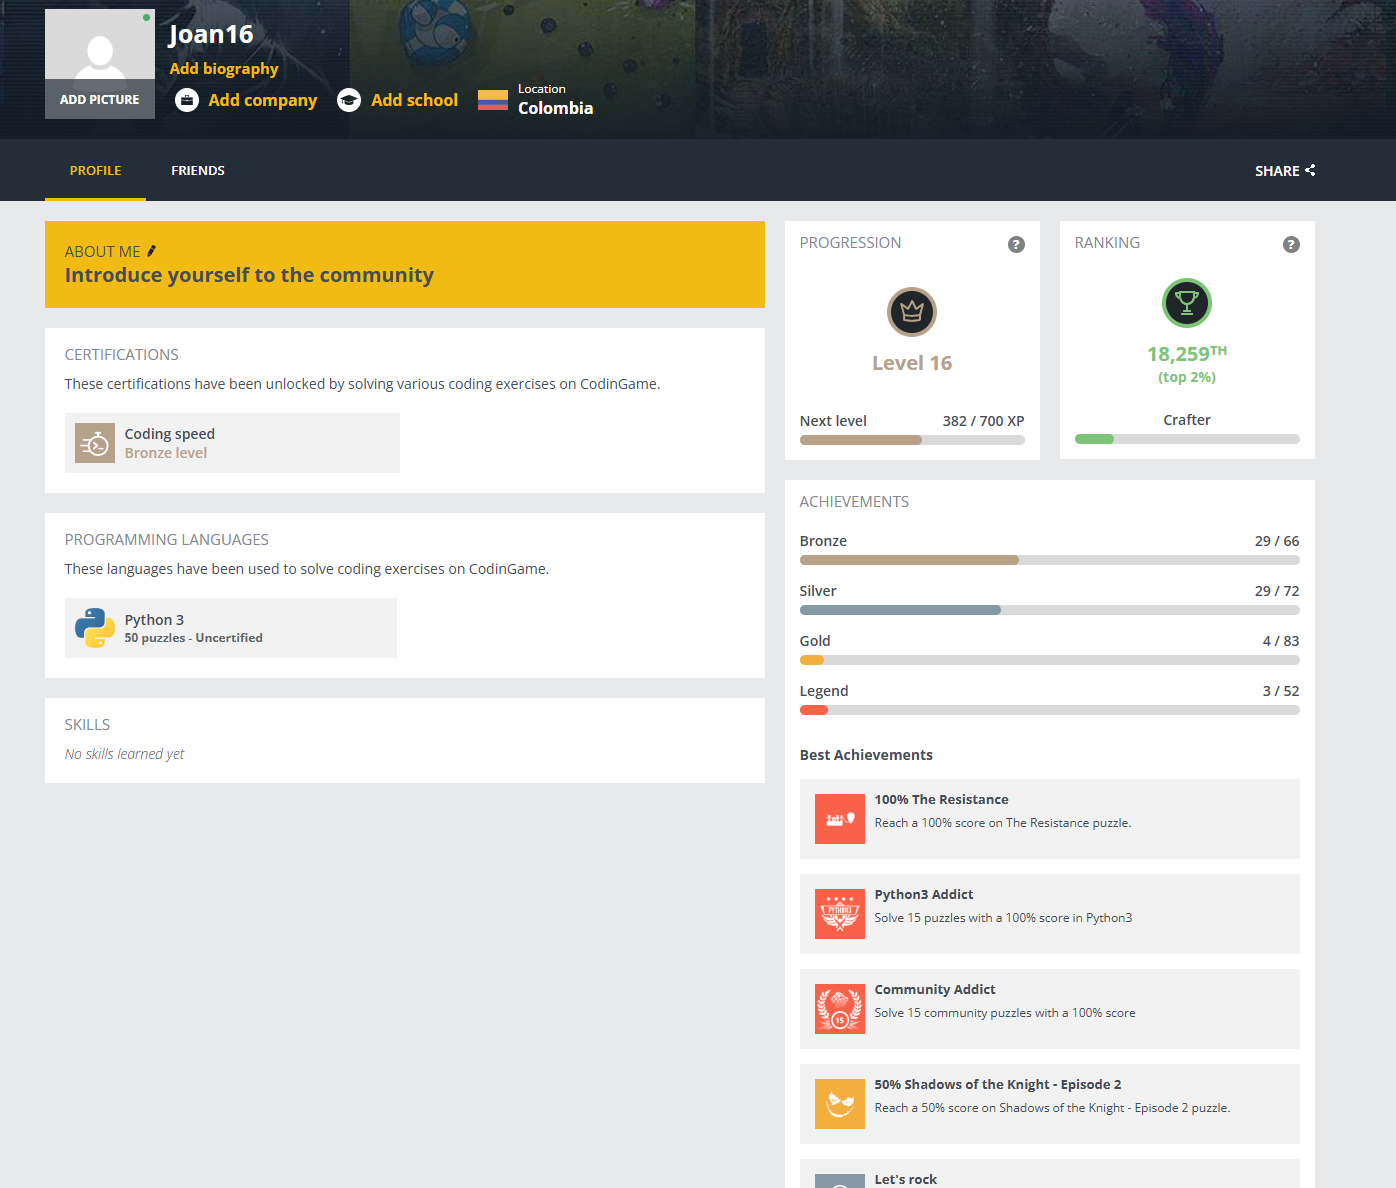 Joan16
Add biography
ADD PICTURE
Add company
Add school
Location
Colombia
PROFILE
FRIENDS
SHARE
ABOUT ME
Introduce yourself to the community
CERTIFICATIONS
These certifications have been unlocked by solving various coding exercises on CodinGame.
Coding speed
Bronze level
PROGRAMMING LANGUAGES
These languages have been used to solve coding exercises on CodinGame.
Python 3
50 puzzles - Uncertified
SKILLS
No skills learned yet
PROGRESSION
?
Level 16
Next level 382 / 700 XP
RANKING
?
18,259TH
(top 2%)
Crafter
ACHIEVEMENTS
Bronze 29 / 66
Silver 29 / 72
Gold 4 / 83
Legend 3 / 52
Best Achievements
100% The Resistance
Reach a 100% score on The Resistance puzzle.
PYTHON3
Python3 Addict
Solve 15 puzzles with a 100% score in Python3
15
Community Addict
Solve 15 community puzzles with a 100% score
50% Shadows of the Knight - Episode 2
Reach a 50% score on Shadows of the Knight - Episode 2 puzzle.
Let's rock